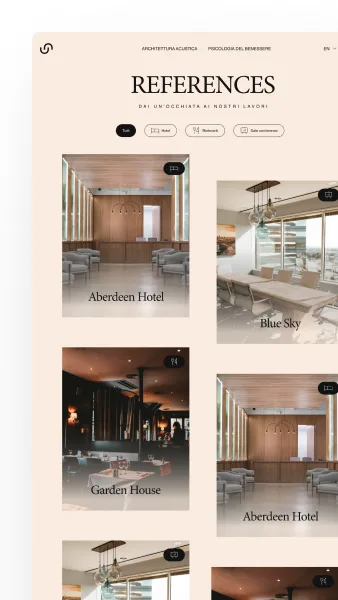 ARCHITETTURA ACUSTICA
PSICOLOGIA DEL BENESSERE
EN
REFERENCES
DAI UN'OCCHIATA AI NOSTRI LAVORI
Tutti
Hotel
Ristoranti
Sale conferenze
Aberdeen Hotel
Blue Sky
Garden House
Aberdeen Hotel